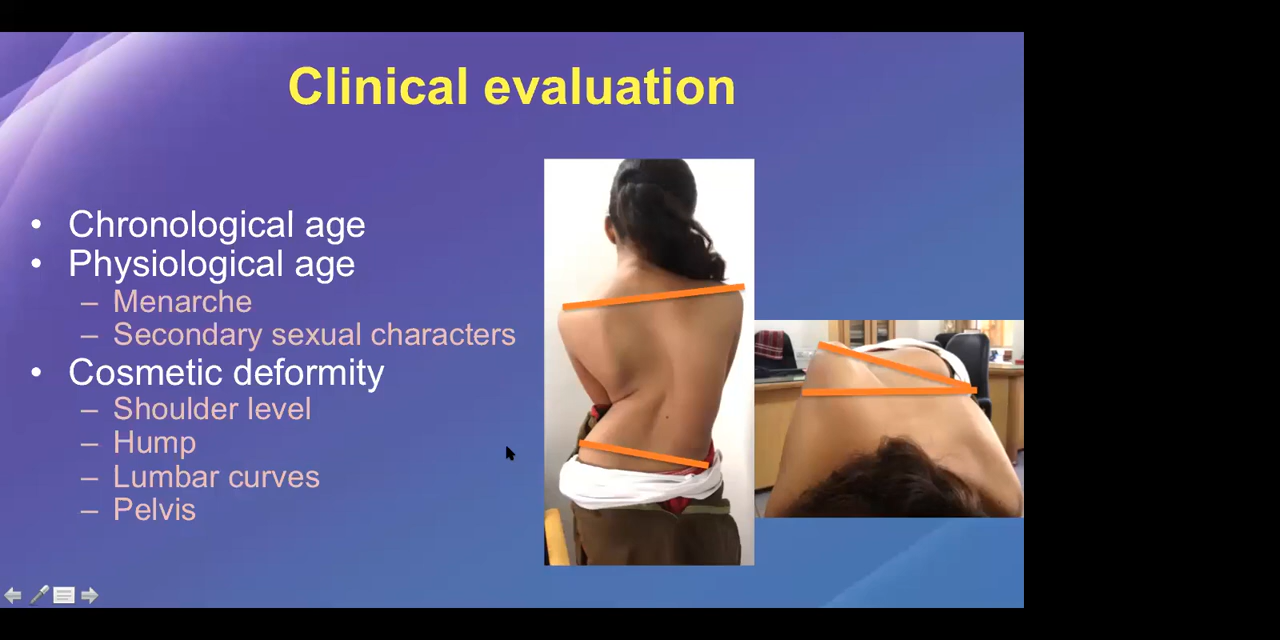 Clinical evaluation
• Chronological age
• Physiological age
– Menarche
– Secondary sexual characters
• Cosmetic deformity
– Shoulder level
– Hump
– Lumbar curves
– Pelvis